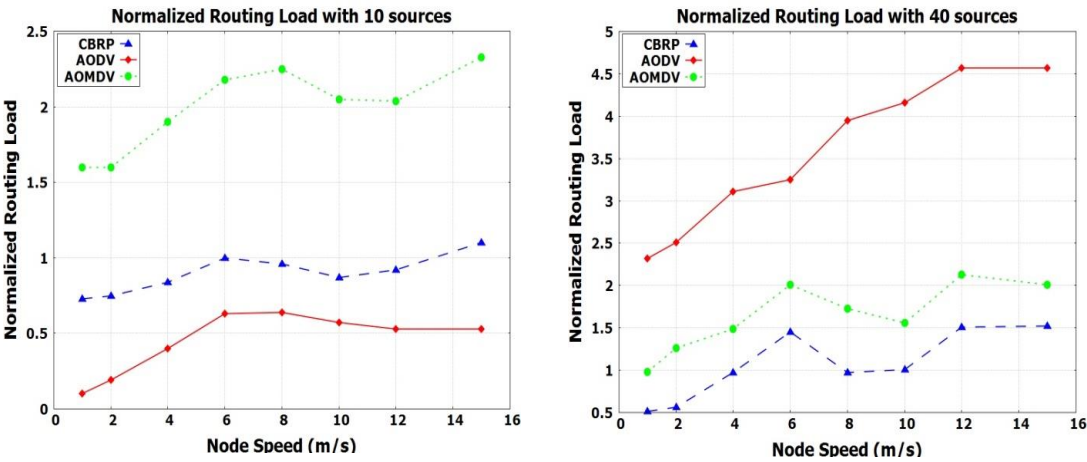 Normalized Routing Load with 10 sources
CBRP
AODV
AOMDV
2.5
2
1.5
1
0.5
0
0 2 4 6 8 10 12 14 16
Normalized Routing Load
Node Speed (m/s)
Normalized Routing Load with 40 sources
CBRP
AODV
AOMDV
5
4.5
4
3.5
3
2.5
2
1.5
1
0.5
0 2 4 6 8 10 12 14 16
Normalized Routing Load
Node Speed (m/s)